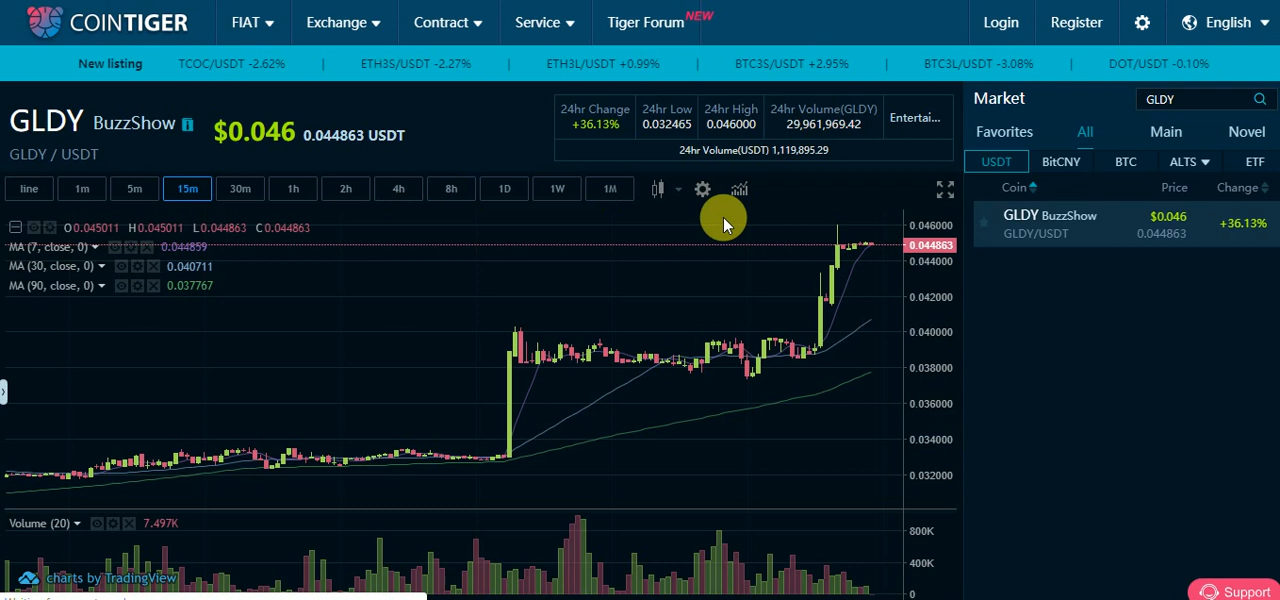 COINTIGER FIAT Exchange Contract Service Tiger Forum NEW Login Register English
New listing TCOC/USDT -2.62% | ETH3S/USDT -2.27% | ETH3L/USDT +0.99% | BTC3S/USDT +2.95% | BTC3L/USDT -3.08% | DOT/USDT -0.10%
GLDY BuzzShow i $0.046 0.044863 USDT
GLDY / USDT
24hr Change 24hr Low 24hr High 24hr Volume(GLDY)
+36.13% 0.032465 0.046000 29,961,969.42 Entertai...
24hr Volume(USDT) 1,119,895.29
line 1m 5m 15m 30m 1h 2h 4h 8h 1D 1W 1M
O 0.045011 H 0.045011 L 0.044863 C 0.044863
MA (7, close, 0) 0.044859
MA (30, close, 0) 0.040711
MA (90, close, 0) 0.037767
0.046000
0.044863
0.044000
0.042000
0.040000
0.038000
0.036000
0.034000
0.032000
Volume (20) 7.497K
800K
400K
0
charts by TradingView
Market GLDY
Favorites All Main Novel
USDT BitCNY BTC ALTS ETF
Coin Price Change
GLDY BuzzShow $0.046 +36.13%
GLDY/USDT 0.044863
Support